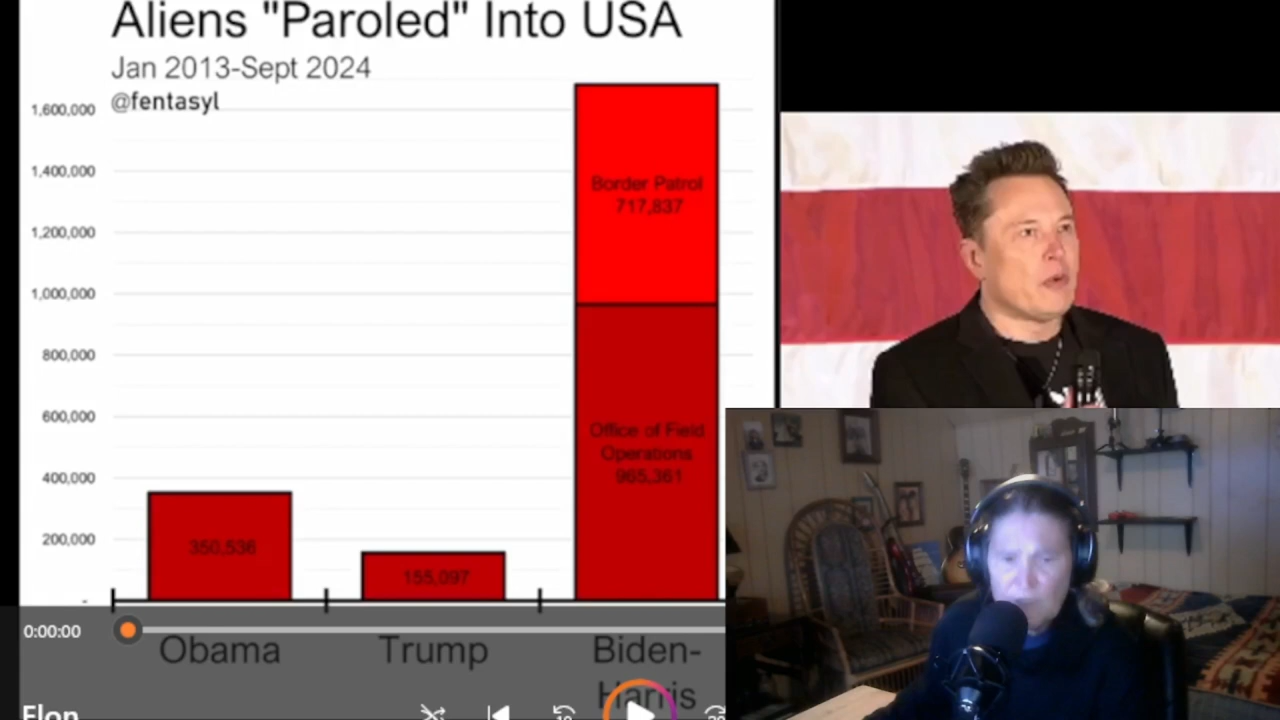 Aliens "Paroled" Into USA
Jan 2013-Sept 2024
@fentasyl
1,600,000
1,400,000
1,200,000
1,000,000
800,000
600,000
400,000
200,000
-
Border Patrol
717,837
Office of Field
Operations
965,361
350,536
155,097
0:00:00
Obama
Trump
Biden-
Harris
Elon
10